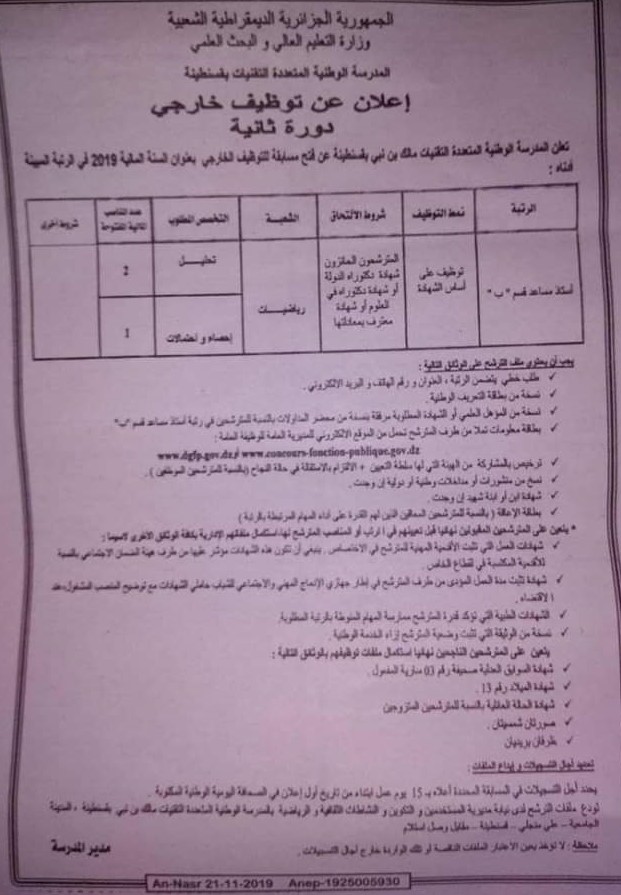 الجمهورية الجزائرية الديمقراطية الشعبية
وزارة التعليم العالي و البحث العلمي
المدرسة الوطنية المتعددة التقنيات بقسنطينة
إعلان عن توظيف خارجي
دورة ثانية
تعلن المدرسة الوطنية المتعددة التقنيات مالك بن نبي بقسنطينة عن فتح مسابقة للتوظيف الخارجي بعنوان السنة المالية 2019 في الرتبة المبينة
أدناه :
الرتبة
نمط التوظيف
شروط الالتحاق
الشعبة
التخصص المطلوب
عدد المناصب
المالية المفتوحة
شروط أخرى
أستاذ مساعد قسم "ب"
توظيف على
أساس الشهادة
المترشحون الحائزون
شهادة دكتوراه الدولة
أو شهادة دكتوراه في
العلوم أو شهادة
معترف بمعادلتها
رياضيـــات
تحليـــل
2
إحصاء و احتمالات
1
يجب أن يحتوي ملف الترشح على الوثائق التالية :
✓ طلب خطي يتضمن الرتبة ، العنوان و رقم الهاتف و البريد الالكتروني .
✓ نسخة من بطاقة التعريف الوطنية .
✓ نسخة من المؤهل العلمي أو الشهادة المطلوبة مرفقة بنسخة من محضر المداولات بالنسبة للمترشحين في رتبة أستاذ مساعد قسم "ب"
✓ بطاقة معلومات تملأ من طرف المترشح تحمل من الموقع الالكتروني للمديرية العامة للوظيفة العامة :
www.dgfp.gov.dz أو www.concours-fonction-publique.gov.dz
✓ ترخيص بالمشاركة من الهيئة التي لها سلطة التعيين + الالتزام بالاستقالة في حالة النجاح (بالنسبة للمترشحين الموظفين ) .
✓ نسخ من منشورات أو مداخلات وطنية أو دولية إن وجدت .
✓ شهادة ابن أو ابنة شهيد إن وجدت .
✓ بطاقة الإعاقة ( بالنسبة للمترشحين المعاقين الذين لهم القدرة على أداء المهام المرتبطة بالرتبة )
* يتعين على المترشحين المقبولين نهائيا قبل تعيينهم في الرتب أو المناصب المترشح لها، استكمال ملفاتهم الإدارية بكافة الوثائق الأخرى لاسيما :
✓ شهادات العمل التي تثبت الأقدمية المهنية للمترشح في الاختصاص . ينبغي أن تكون هذه الشهادات مؤشر عليها من طرف هيئة الضمان الاجتماعي بالنسبة
للأقدمية المكتسبة في القطاع الخاص .
✓ شهادة تثبت مدة العمل المؤدى من طرف المترشح في إطار جهازي الإدماج المهني والاجتماعي للشباب حاملي الشهادات مع توضيح المنصب المشغول،عند
الاقتضاء .
✓ الشهادات الطبية التي تؤكد قدرة المترشح ممارسة المهام المنوطة بالرتبة المطلوبة.
✓ نسخة من الوثيقة التي تثبت وضعية المترشح إزاء الخدمة الوطنية .
يتعين على المترشحين الناجحين نهائيا استكمال ملفات توظيفهم بالوثائق التالية :
✓ شهادة السوابق العدلية صحيفة رقم 03 سارية المفعول .
✓ شهادة الميلاد رقم 13 .
✓ شهادة الحالة العائلية بالنسبة للمترشحين المتزوجين
✓ صورتان شمسيتان .
✓ ظرفان بريديان
تحديد أجال التسجيلات و إيداع الملفات :
يحدد أجل التسجيلات في المسابقة المحددة أعلاه بـ 15 يوم عمل ابتداءا من تاريخ أول إعلان في الصحافة اليومية الوطنية المكتوبة .
تودع ملفات الترشح لدى نيابة مديرية المستخدمين و التكوين و النشاطات الثقافية و الرياضية بالمدرسة الوطنية المتعددة التقنيات مالك بن نبي بقسنطينة ، المدينة
الجامعية – علي منجلي – قسنطينة – مقابل وصل استلام
ملاحظة : لا تؤخذ بعين الاعتبار الملفات الناقصة أو تلك الواردة خارج أجال التسجيلات .
مدير المدرسة
An-Nasr 21-11-2019 Anep-1925005930